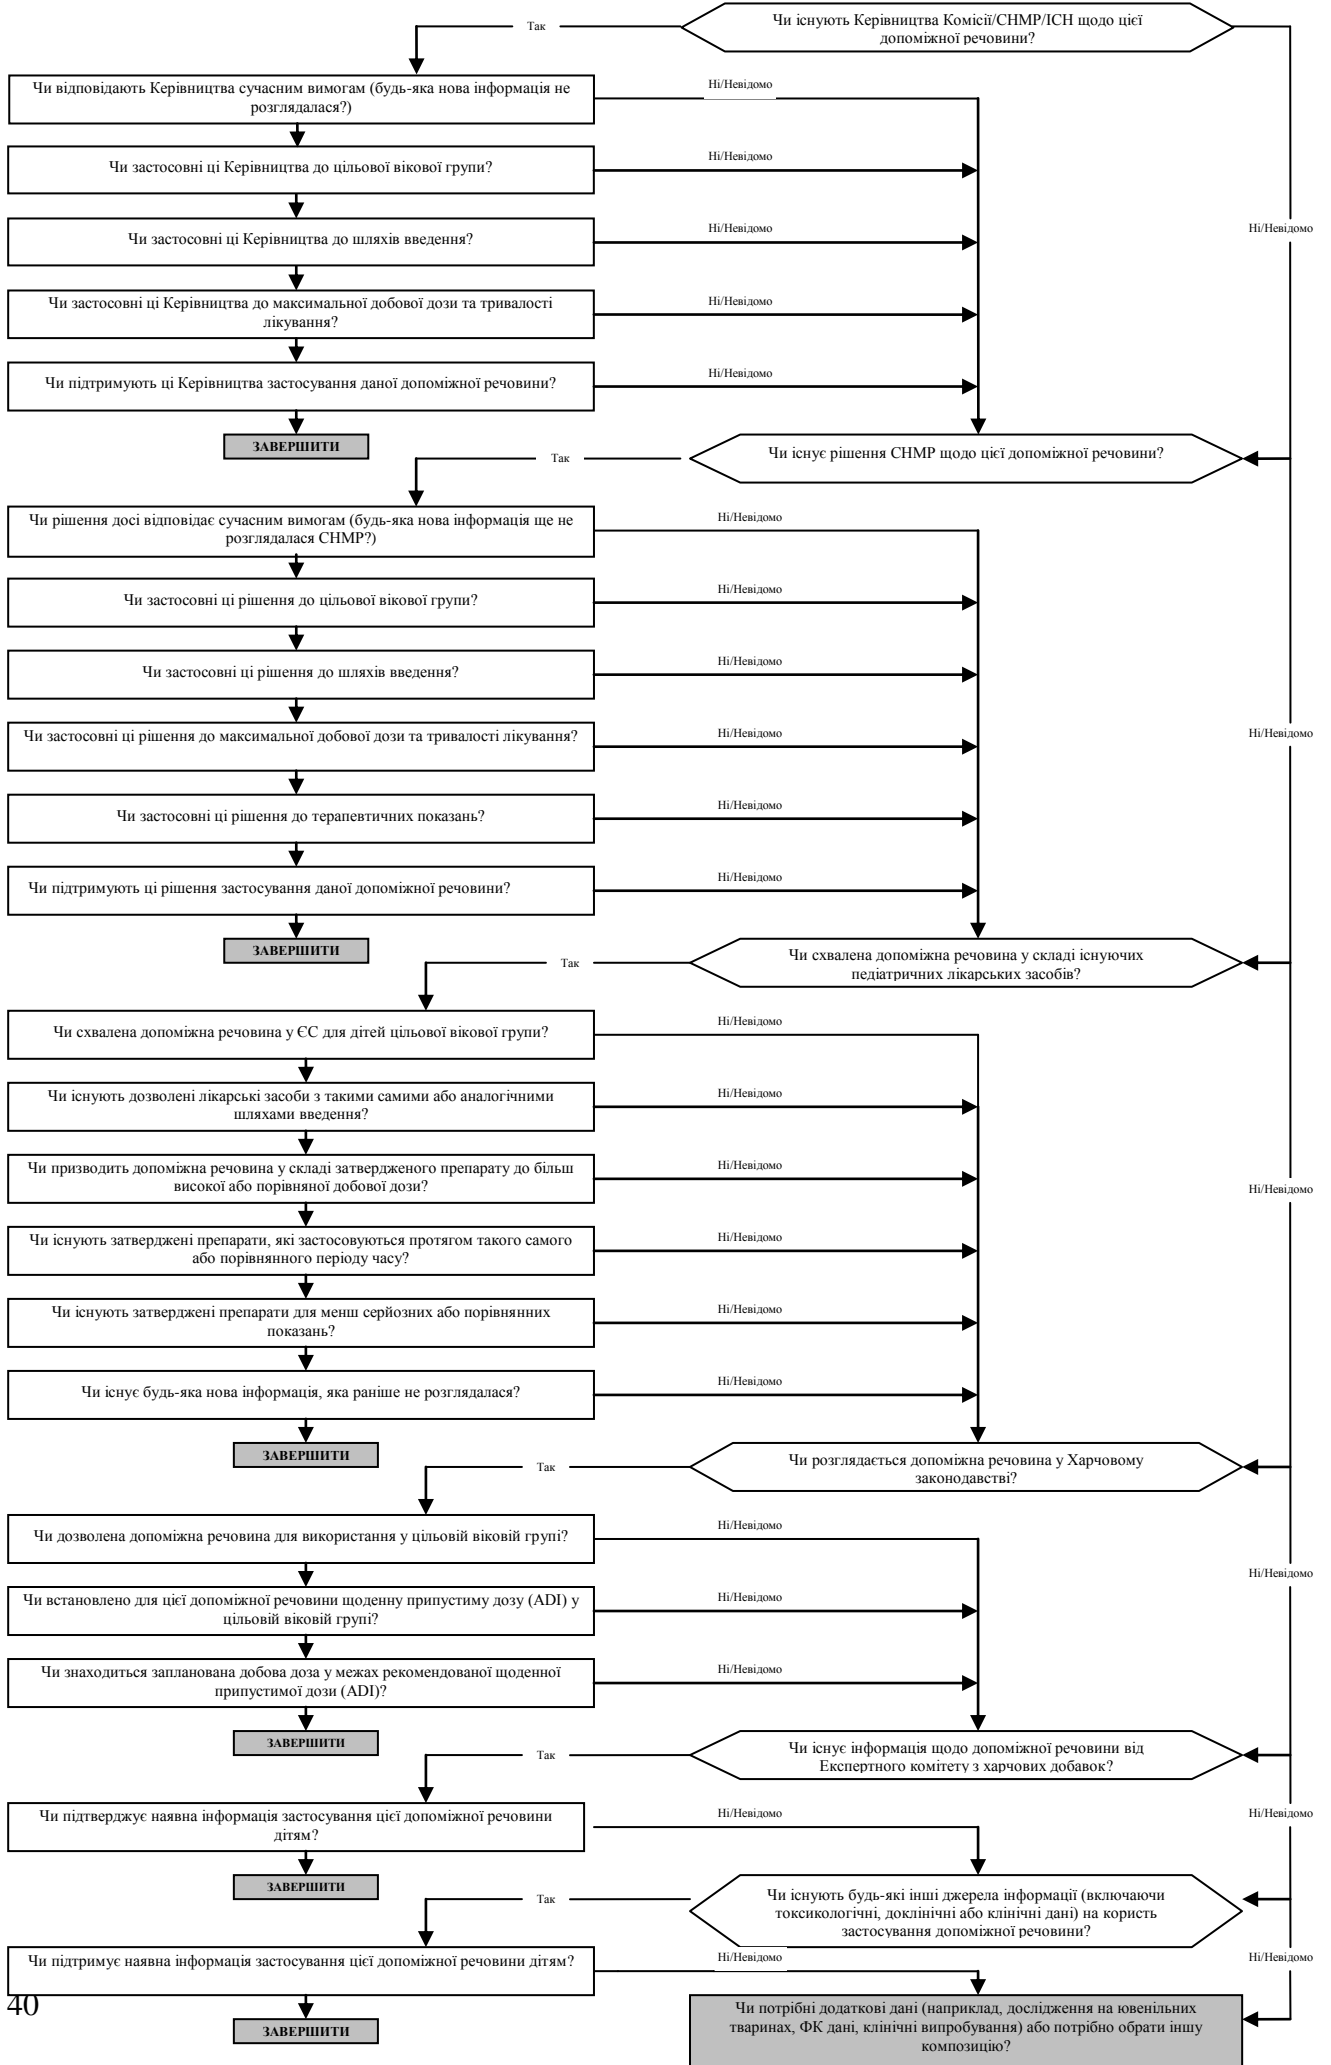 Чи існують Керівництва Комісії/CHMP/ICH щодо цієї
допоміжної речовини?
Так
Чи відповідають Керівництва сучасним вимогам (будь-яка нова інформація не
розглядалася?)
Ні/Невідомо
Чи застосовні ці Керівництва до цільової вікової групи?
Ні/Невідомо
Чи застосовні ці Керівництва до шляхів введення?
Ні/Невідомо
Ні/Невідомо
Чи застосовні ці Керівництва до максимальної добової дози та тривалості
лікування?
Ні/Невідомо
Чи підтримують ці Керівництва застосування даної допоміжної речовини?
Ні/Невідомо
ЗАВЕРШИТИ
Чи існує рішення CHMP щодо цієї допоміжної речовини?
Так
Чи рішення досі відповідає сучасним вимогам (будь-яка нова інформація ще не
розглядалася CHMP?)
Ні/Невідомо
Чи застосовні ці рішення до цільової вікової групи?
Ні/Невідомо
Чи застосовні ці рішення до шляхів введення?
Ні/Невідомо
Чи застосовні ці рішення до максимальної добової дози та тривалості лікування?
Ні/Невідомо
Ні/Невідомо
Чи застосовні ці рішення до терапевтичних показань?
Ні/Невідомо
Чи підтримують ці рішення застосування даної допоміжної речовини?
Ні/Невідомо
ЗАВЕРШИТИ
Чи схвалена допоміжна речовина у складі існуючих
педіатричних лікарських засобів?
Так
Чи схвалена допоміжна речовина у ЄС для дітей цільової вікової групи?
Ні/Невідомо
Чи існують дозволені лікарські засоби з такими самими або аналогічними
шляхами введення?
Ні/Невідомо
Чи призводить допоміжна речовина у складі затвердженого препарату до більш
високої або порівняної добової дози?
Ні/Невідомо
Ні/Невідомо
Чи існують затверджені препарати, які застосовуються протягом такого самого
або порівнянного періоду часу?
Ні/Невідомо
Чи існують затверджені препарати для менш серйозних або порівнянних
показань?
Ні/Невідомо
Чи існує будь-яка нова інформація, яка раніше не розглядалася?
Ні/Невідомо
ЗАВЕРШИТИ
Чи розглядається допоміжна речовина у Харчовому
законодавстві?
Так
Чи дозволена допоміжна речовина для використання у цільовій віковій групі?
Ні/Невідомо
Ні/Невідомо
Чи встановлено для цієї допоміжної речовини щоденну припустиму дозу (ADI) у
цільовій віковій групі?
Ні/Невідомо
Чи знаходиться запланована добова доза у межах рекомендованої щоденної
припустимої дози (ADI)?
Ні/Невідомо
ЗАВЕРШИТИ
Чи існує інформація щодо допоміжної речовини від
Експертного комітету з харчових добавок?
Так
Чи підтверджує наявна інформація застосування цієї допоміжної речовини
дітям?
Ні/Невідомо
Ні/Невідомо
ЗАВЕРШИТИ
Чи існують будь-які інші джерела інформації (включаючи
токсикологічні, доклінічні або клінічні дані) на користь
застосування допоміжної речовини?
Так
Чи підтримує наявна інформація застосування цієї допоміжної речовини дітям?
Ні/Невідомо
Ні/Невідомо
40
ЗАВЕРШИТИ
Чи потрібні додаткові дані (наприклад, дослідження на ювенільних
тваринах, ФК дані, клінічні випробування) або потрібно обрати іншу
композицію?